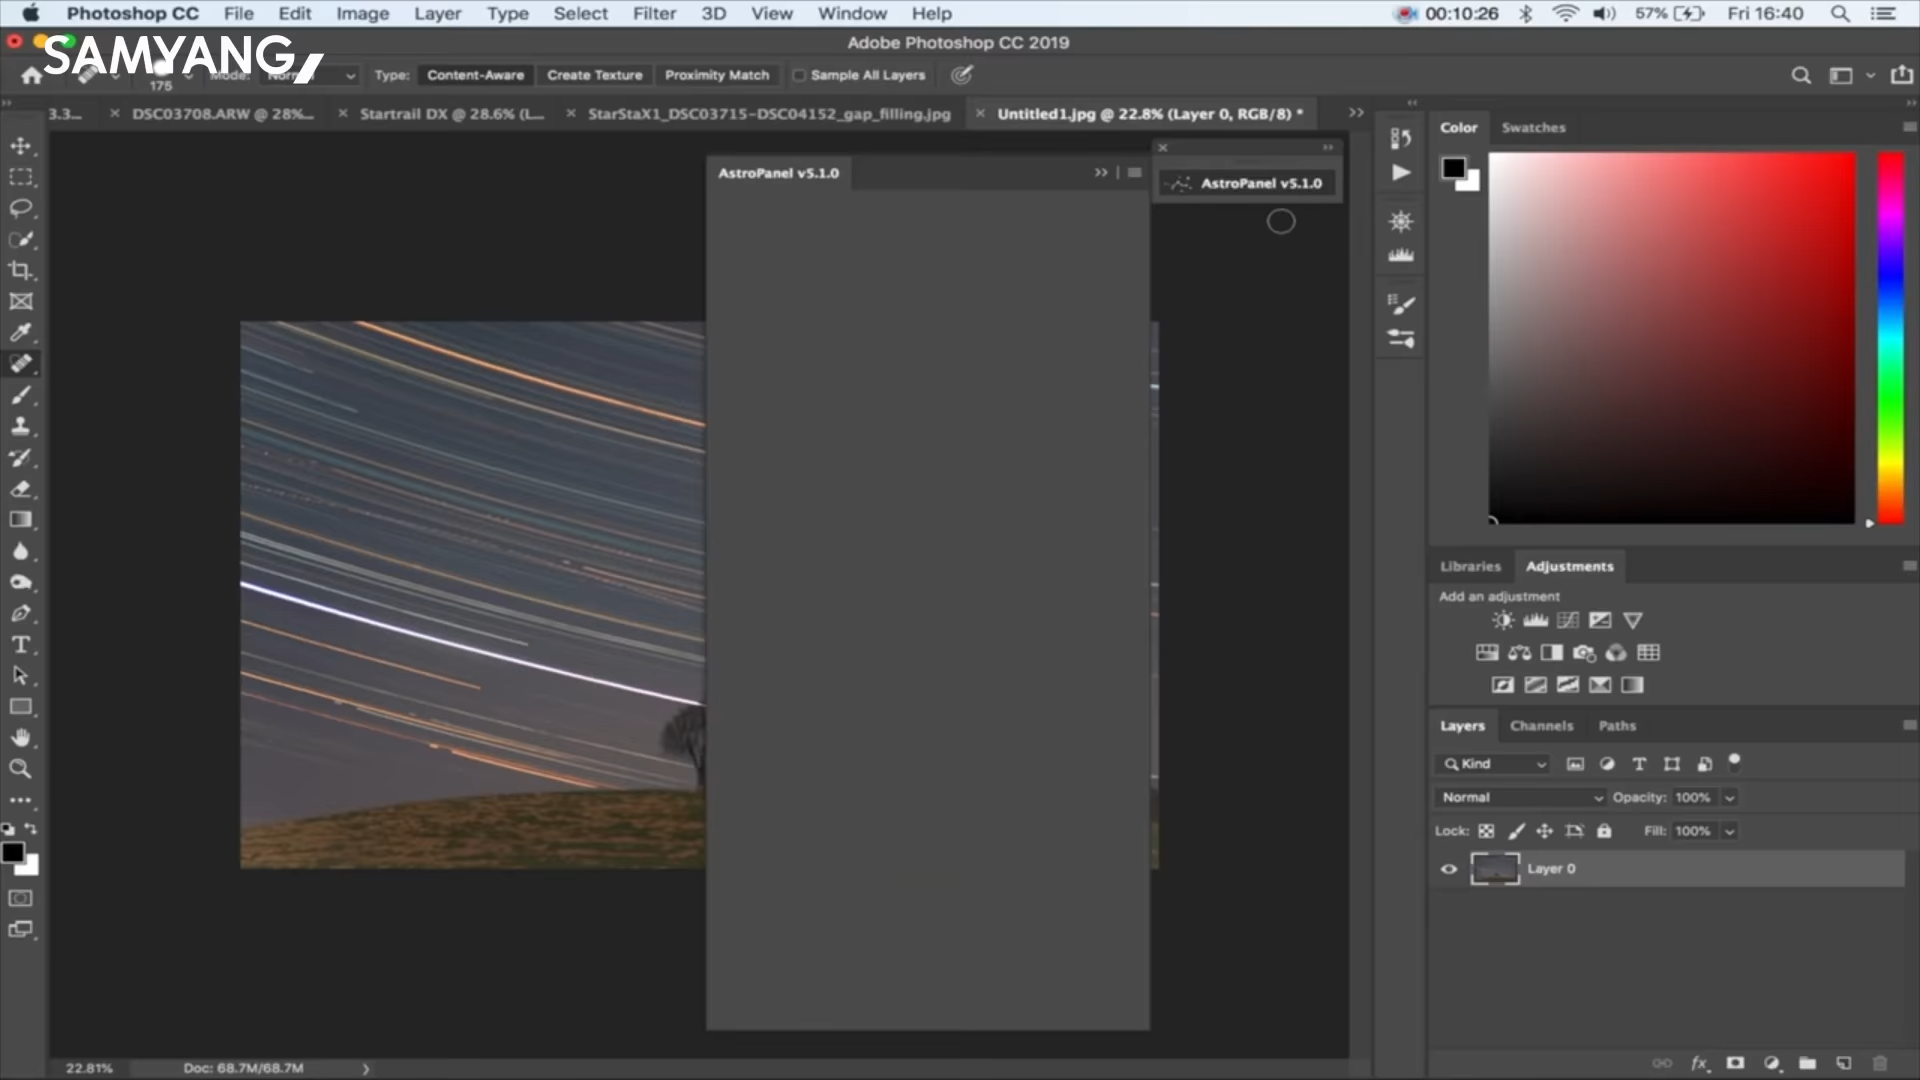 Photoshop CC File Edit Image Layer Type Select Filter 3D View Window Help 00:10:26 57% Fri 16:40
Adobe Photoshop CC 2019
SAMYANG
175 Mode: Type: Content-Aware Create Texture Proximity Match Sample All Layers
3.3... DSC03708.ARW @ 28%... Startrail DX @ 28.6% (L... StarStaX1_DSC03715-DSC04152_gap_filling.jpg Untitled1.jpg @ 22.8% (Layer 0, RGB/8) *
AstroPanel v5.1.0
AstroPanel v5.1.0
Color Swatches
Libraries Adjustments
Add an adjustment
Layers Channels Paths
Kind
Normal Opacity: 100%
Lock: Fill: 100%
Layer 0
22.81% Doc: 68.7M/68.7M